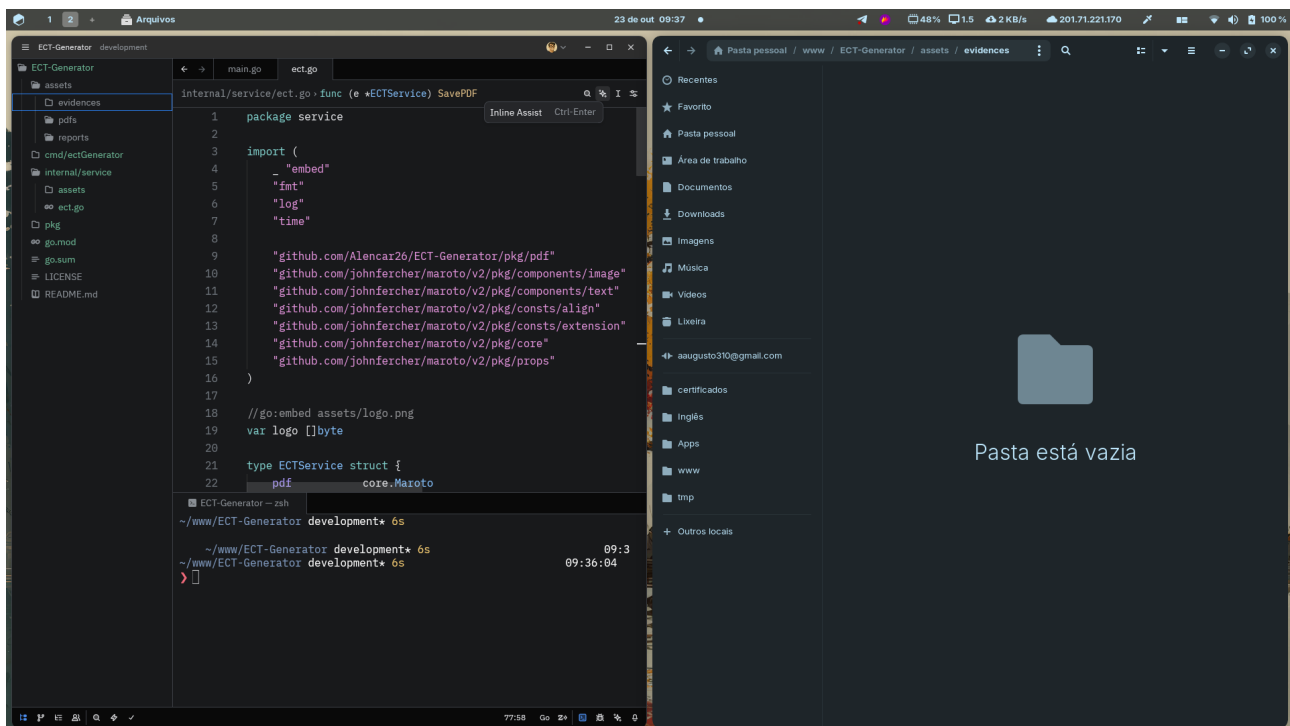 1 2 + Arquivos 23 de out 09:37 48% 1.5 2 KB/s 201.71.221.170 100 %
ECT-Generator development
ECT-Generator
assets
evidences
pdfs
reports
cmd/ectGenerator
internal/service
assets
ect.go
pkg
go.mod
go.sum
LICENSE
README.md
main.go ect.go
internal/service/ect.go › func (e *ECTService) SavePDF
Inline Assist Ctrl-Enter
1 package service
2
3 import (
4 _ "embed"
5 "fmt"
6 "log"
7 "time"
8
9 "github.com/Alencar26/ECT-Generator/pkg/pdf"
10 "github.com/johnfercher/maroto/v2/pkg/components/image"
11 "github.com/johnfercher/maroto/v2/pkg/components/text"
12 "github.com/johnfercher/maroto/v2/pkg/consts/align"
13 "github.com/johnfercher/maroto/v2/pkg/consts/extension"
14 "github.com/johnfercher/maroto/v2/pkg/core"
15 "github.com/johnfercher/maroto/v2/pkg/props"
16 )
17
18 //go:embed assets/logo.png
19 var logo []byte
20
21 type ECTService struct {
22 pdf core.Maroto
ECT-Generator — zsh
~/www/ECT-Generator development* 6s
~/www/ECT-Generator development* 6s 09:3
~/www/ECT-Generator development* 6s 09:36:04
❯
77:58 Go
Pasta pessoal / www / ECT-Generator / assets / evidences
Recentes
Favorito
Pasta pessoal
Área de trabalho
Documentos
Downloads
Imagens
Música
Vídeos
Lixeira
aaugusto310@gmail.com
certificados
Inglês
Apps
www
tmp
+ Outros locais
Pasta está vazia